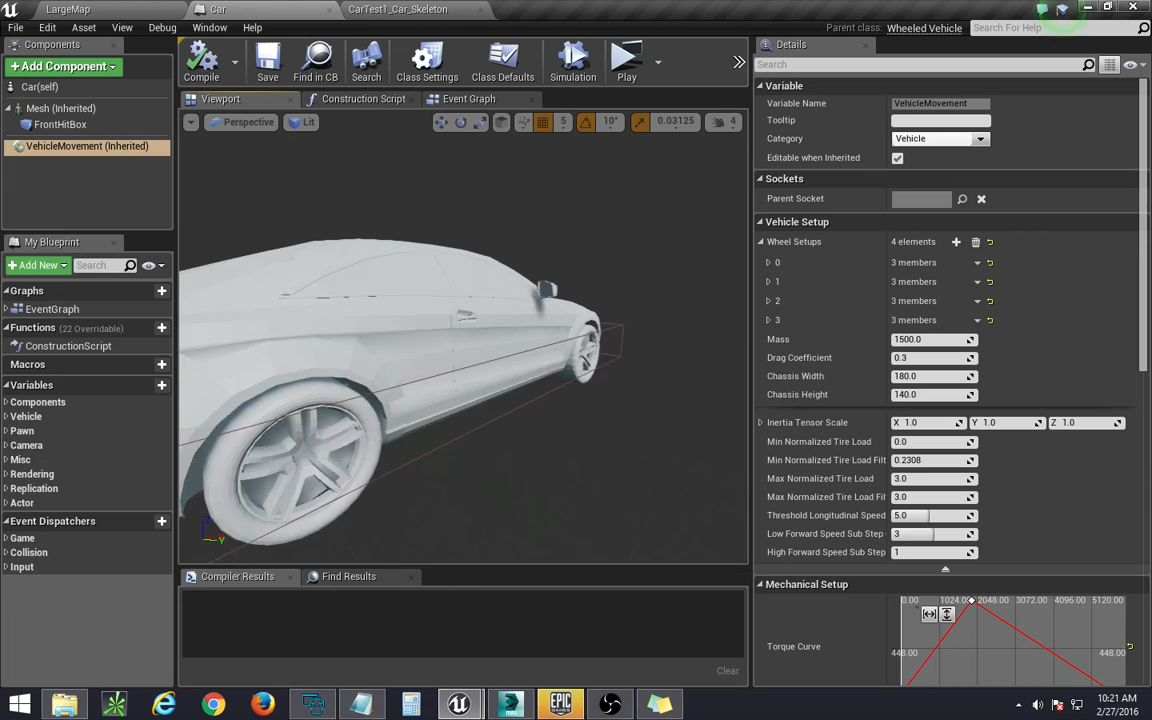 LargeMap
Car
CarTest1_Car_Skeleton
File Edit Asset View Debug Window Help
Parent class: Wheeled Vehicle
Search For Help
Components
+ Add Component
Car(self)
Mesh (Inherited)
FrontHitBox
VehicleMovement (Inherited)
My Blueprint
+ Add New
Search
Graphs
EventGraph
Functions (22 Overridable)
ConstructionScript
Macros
Variables
Components
Vehicle
Pawn
Camera
Misc
Rendering
Replication
Actor
Event Dispatchers
Game
Collision
Input
Compile
Save
Find in CB
Search
Class Settings
Class Defaults
Simulation
Play
Viewport
Construction Script
Event Graph
Perspective
Lit
5
10°
0.03125
4
Compiler Results
Find Results
Clear
Details
Search
Variable
Variable Name VehicleMovement
Tooltip
Category Vehicle
Editable when Inherited
Sockets
Parent Socket
Vehicle Setup
Wheel Setups 4 elements
0 3 members
1 3 members
2 3 members
3 3 members
Mass 1500.0
Drag Coefficient 0.3
Chassis Width 180.0
Chassis Height 140.0
Inertia Tensor Scale X 1.0 Y 1.0 Z 1.0
Min Normalized Tire Load 0.0
Min Normalized Tire Load Filt 0.2308
Max Normalized Tire Load 3.0
Max Normalized Tire Load Fil 3.0
Threshold Longitudinal Speed 5.0
Low Forward Speed Sub Step 3
High Forward Speed Sub Step 1
Mechanical Setup
0.00 1024.00 2048.00 3072.00 4096.00 5120.00
Torque Curve
448.00 448.00
EPIC
GAMES
10:21 AM
2/27/2016